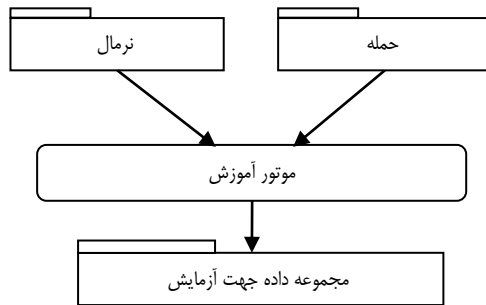 حمله
نرمال
موتور آموزش
مجموعه داده جهت آزمایش